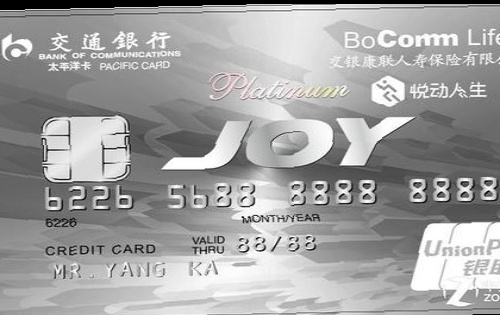 交通銀行
BANK OF COMMUNICATIONS
太平洋卡 PACIFIC CARD
BoComm Life
交银康联人寿保险有限公
Platinum
悦动人生
JOY
6226 5688 8888 8888
6226
MONTH/YEAR
CREDIT CARD
VALID THRU 88/88
MR. YANG KA
UnionP
银联